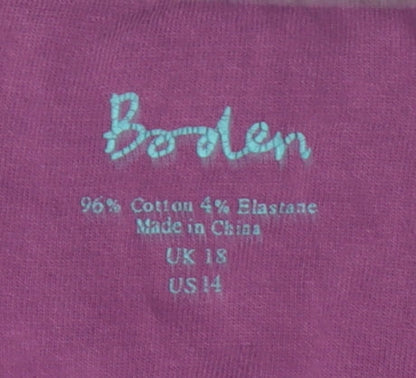 Boden
96% Cotton 4% Elastane
Made in China
UK 18
US 14